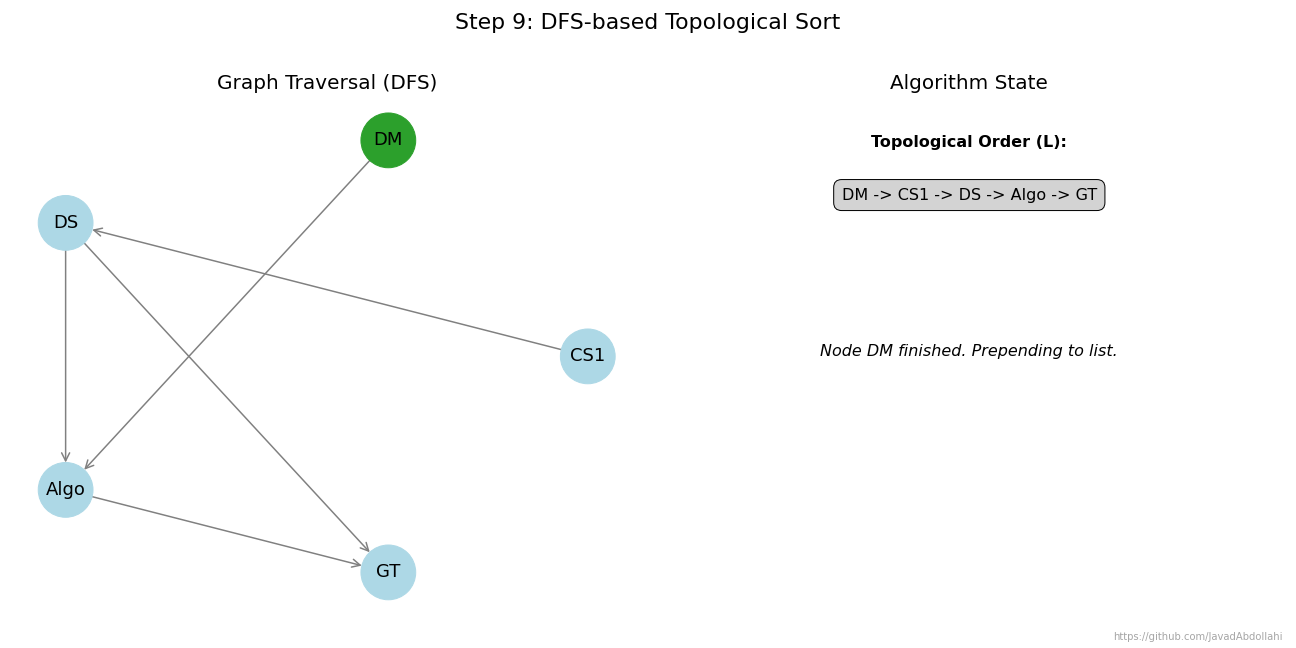 Step 9: DFS-based Topological Sort
Graph Traversal (DFS)
Algorithm State
DM
Topological Order (L):
DM -> CS1 -> DS -> Algo -> GT
DS
CS1
Node DM finished. Prepending to list.
Algo
GT
https://github.com/JavadAbdollahi